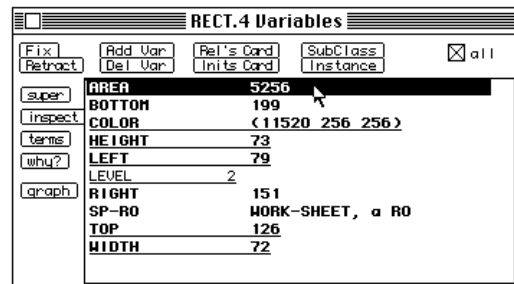 RECT.4 Variables
Fix Add Var Rel's Card SubClass all
Retract Del Var Inits Card Instance
super
inspect
terms
why?
graph
AREA 5256
BOTTOM 199
COLOR (11520 256 256)
HEIGHT 73
LEFT 79
LEVEL 2
RIGHT 151
SP-RO WORK-SHEET, a RO
TOP 126
WIDTH 72